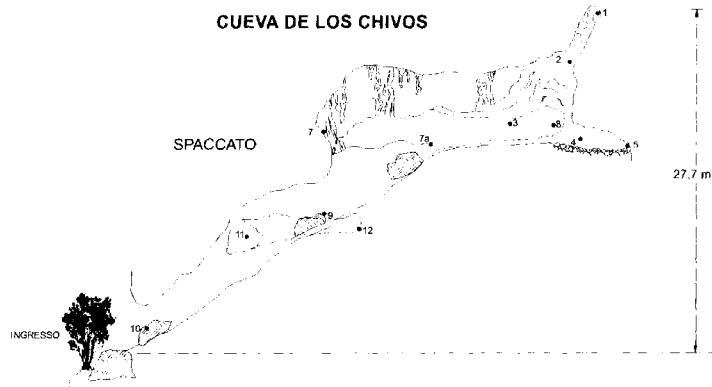 CUEVA DE LOS CHIVOS
1
2
3
8
7
7a
4
5
SPACCATO
27,7 m
9
11
12
10
INGRESSO